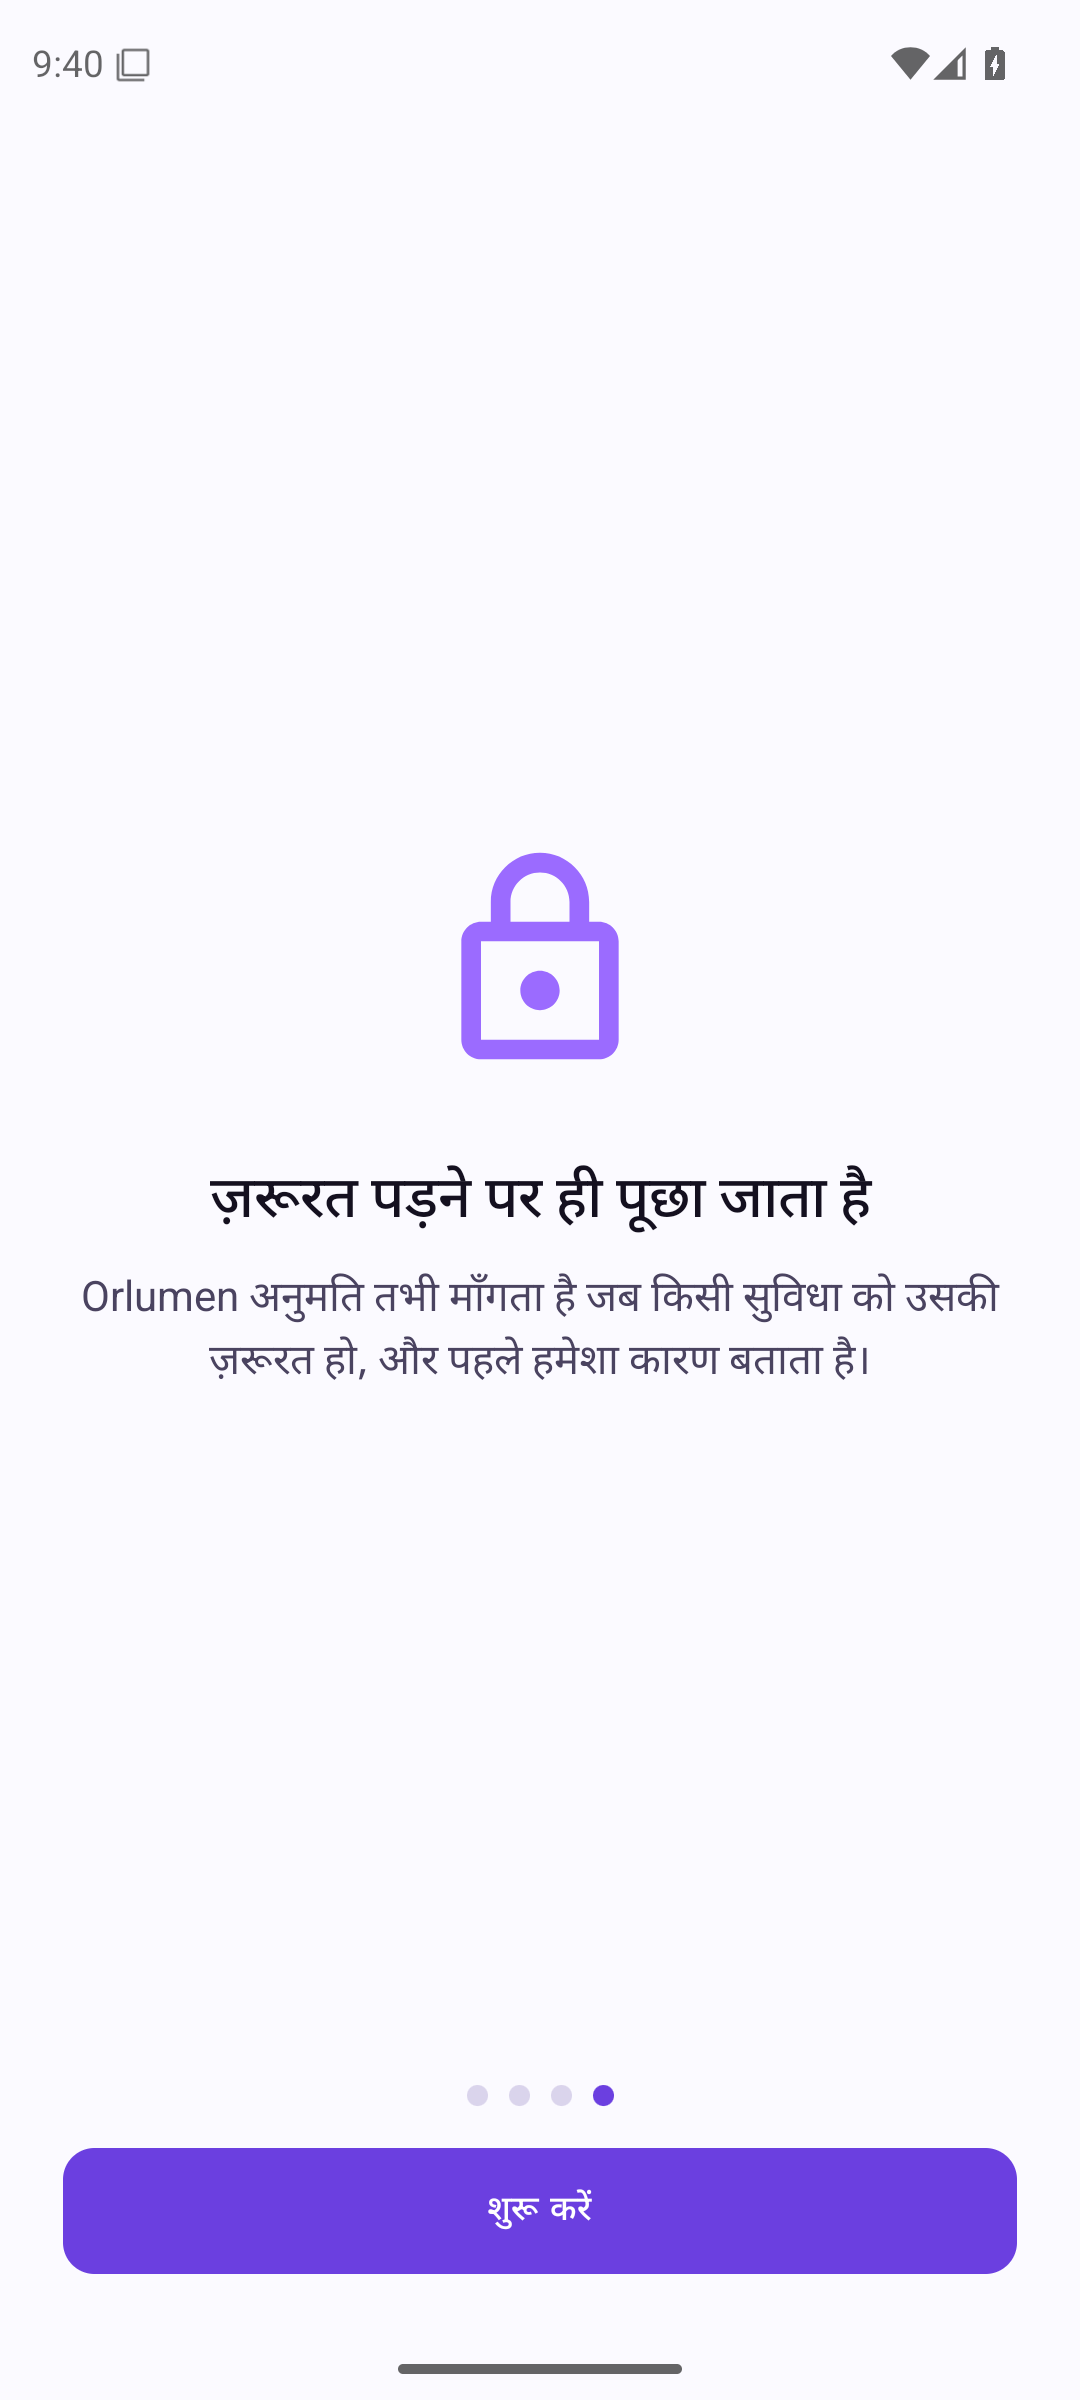 9:40
ज़रूरत पड़ने पर ही पूछा जाता है
Orlumen अनुमति तभी माँगता है जब किसी सुविधा को उसकी
ज़रूरत हो, और पहले हमेशा कारण बताता है।
शुरू करें